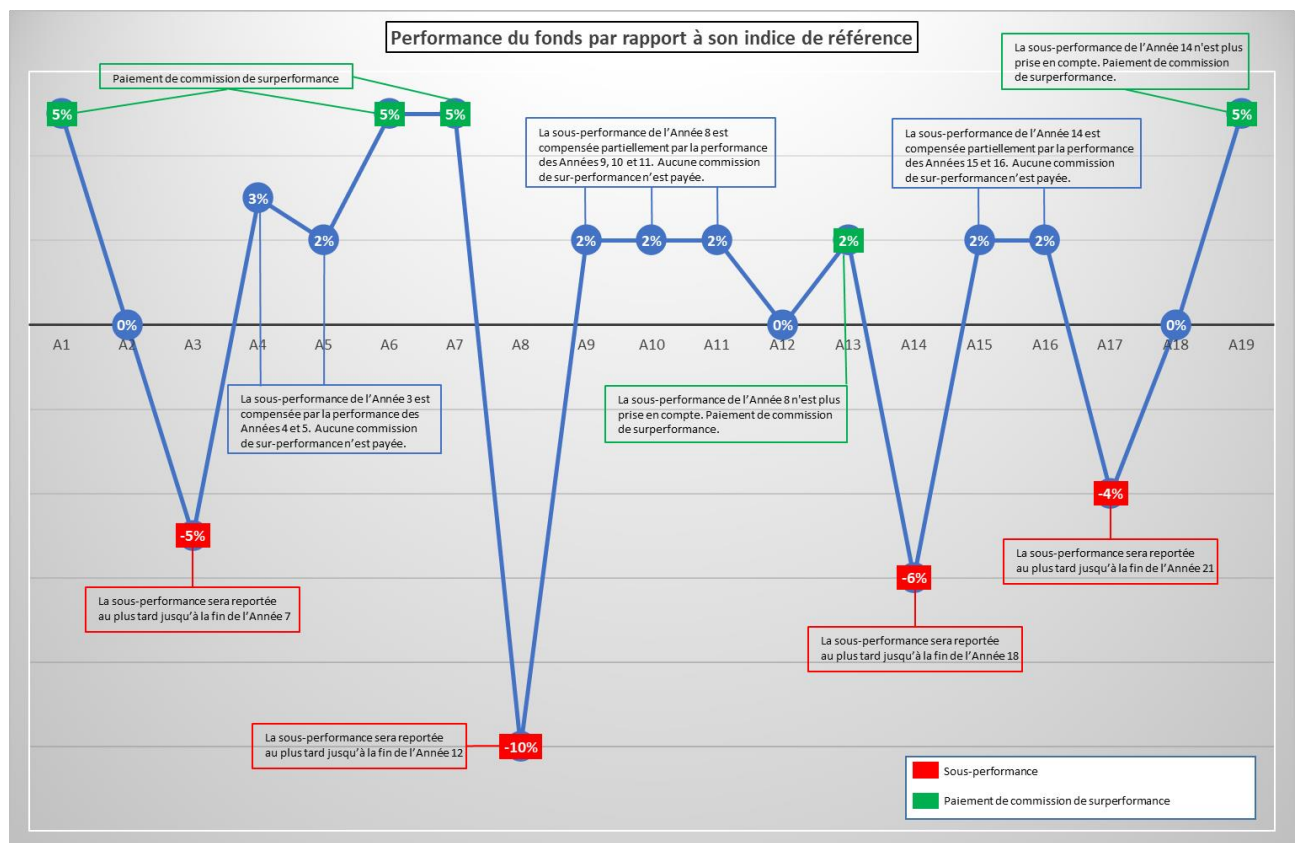 Performance du fonds par rapport à son indice de référence
La sous-performance de l'Année 14 n'est plus
prise en compte. Paiement de commission
de surperformance.
Paiement de commission de surperformance
5%
5%
5%
5%
La sous-performance de l'Année 8 est
compensée partiellement par la performance
des Années 9, 10 et 11. Aucune commission
de sur-performance n'est payée.
La sous-performance de l'Année 14 est
compensée partiellement par la performance
des Années 15 et 16. Aucune commission
de sur-performance n'est payée.
3%
2%
2%
2%
2%
2%
2%
2%
0%
0%
0%
A1
A2
A3
A4
A5
A6
A7
A8
A9
A10
A11
A12
A13
A14
A15
A16
A17
A18
A19
La sous-performance de l'Année 3 est
compensée par la performance des
Années 4 et 5. Aucune commission
de sur-performance n'est payée.
La sous-performance de l'Année 8 n'est plus
prise en compte. Paiement de commission
de surperformance.
-4%
-5%
La sous-performance sera reportée
au plus tard jusqu'à la fin de l'Année 21
-6%
La sous-performance sera reportée
au plus tard jusqu'à la fin de l'Année 7
La sous-performance sera reportée
au plus tard jusqu'à la fin de l'Année 18
La sous-performance sera reportée
au plus tard jusqu'à la fin de l'Année 12
-10%
Sous-performance
Paiement de commission de surperformance